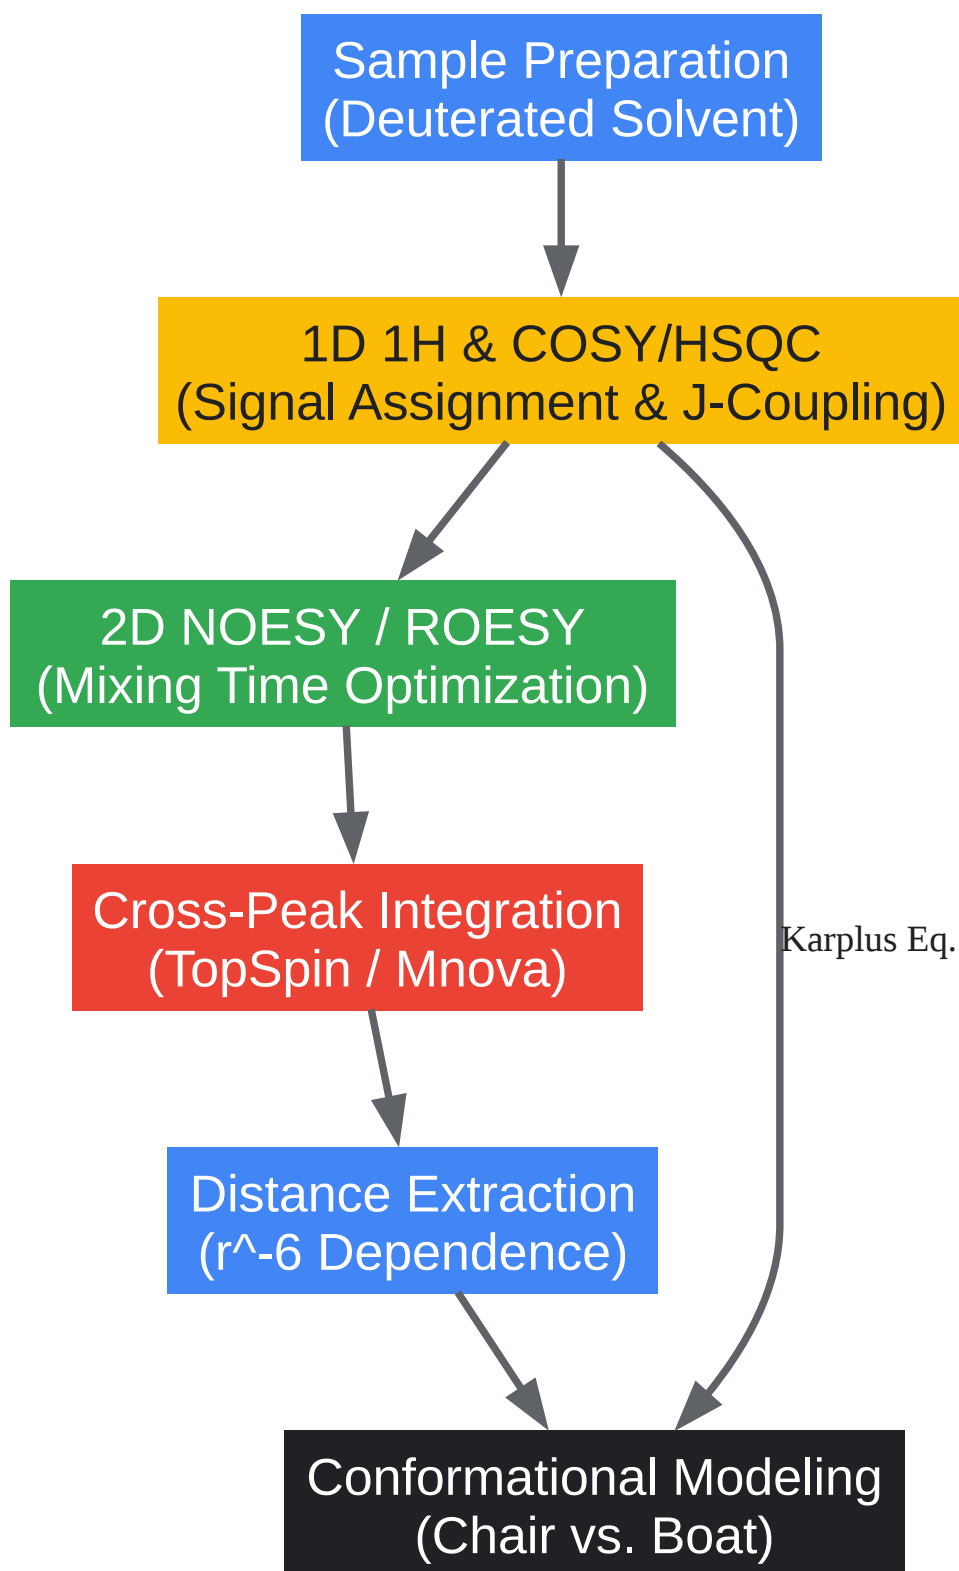 Sample Preparation
(Deuterated Solvent)
1D 1H & COSY/HSQC
(Signal Assignment & J-Coupling)
2D NOESY / ROESY
(Mixing Time Optimization)
Cross-Peak Integration
(TopSpin / Mnova)
Karplus Eq.
Distance Extraction
(r^-6 Dependence)
Conformational Modeling
(Chair vs. Boat)